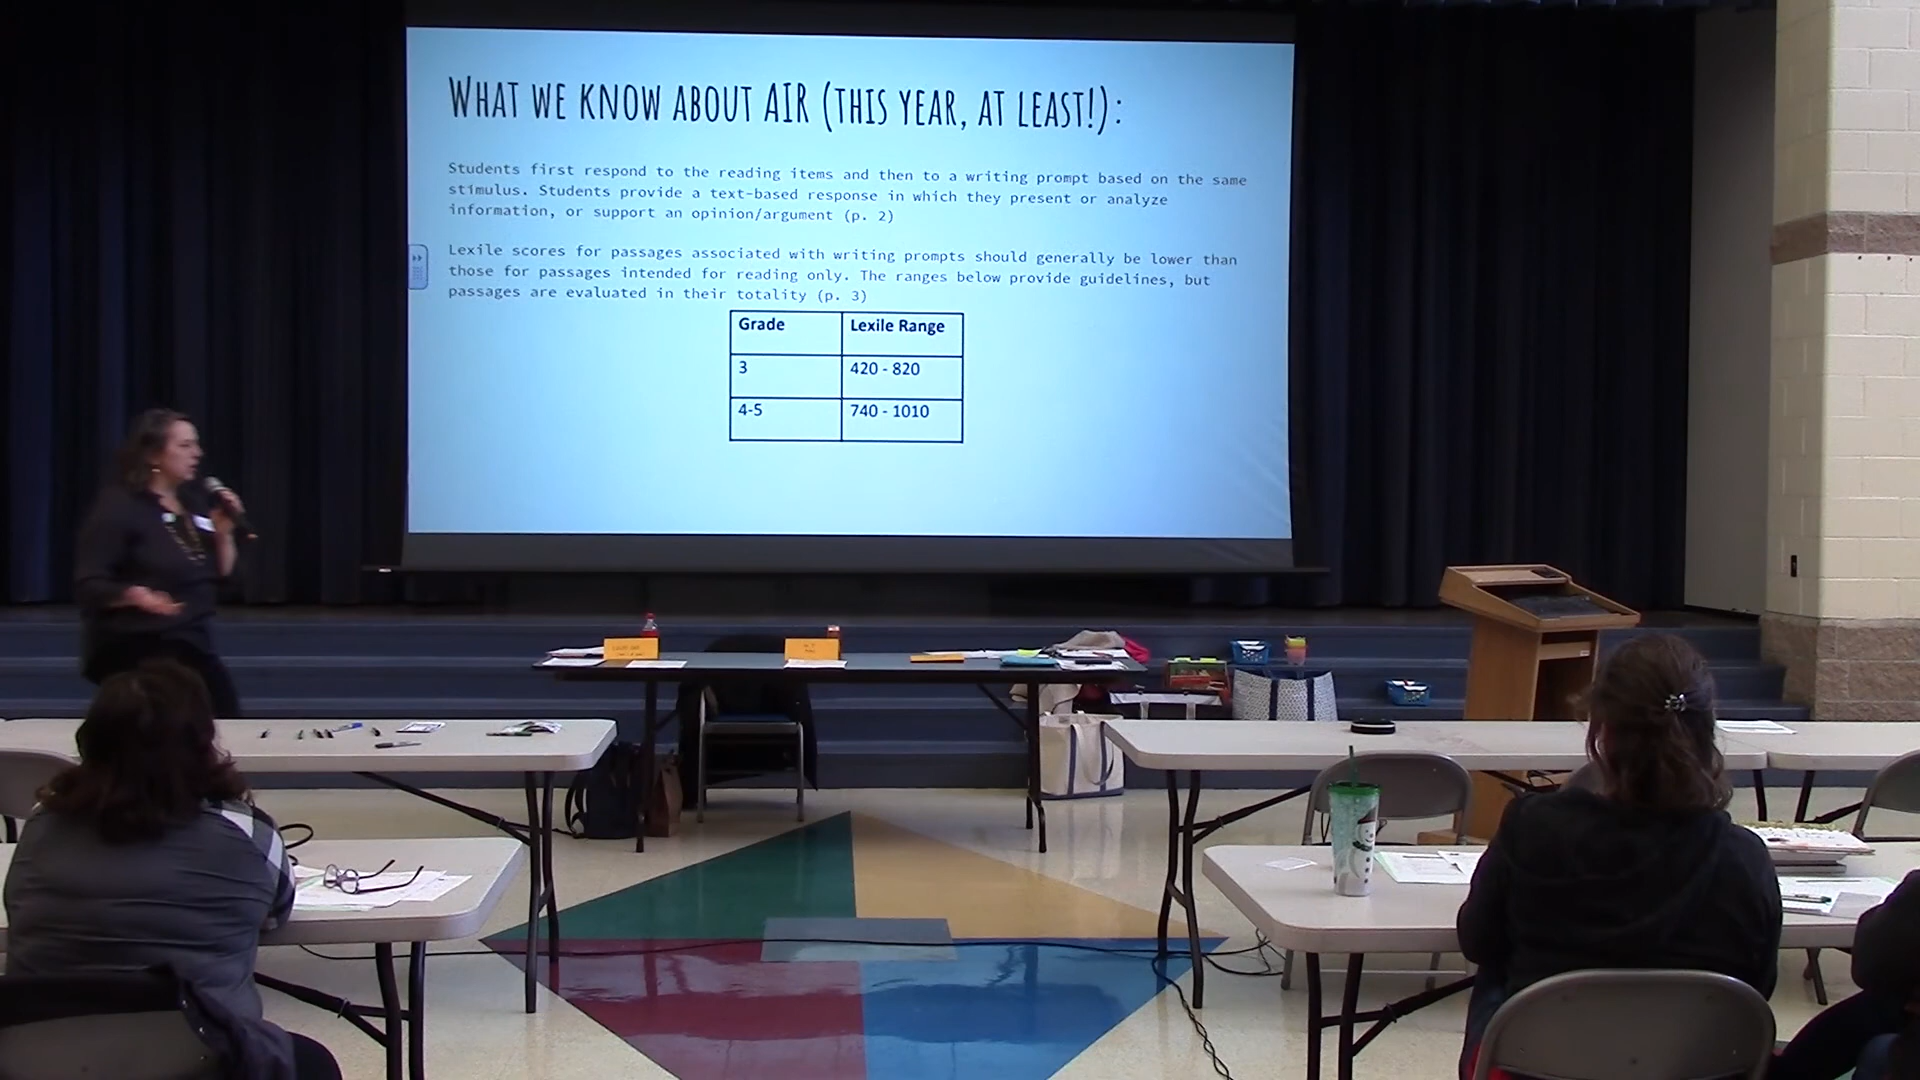 WHAT WE KNOW ABOUT AIR (THIS YEAR, AT LEAST!):
Students first respond to the reading items and then to a writing prompt based on the same
stimulus. Students provide a text-based response in which they present or analyze
information, or support an opinion/argument (p. 2)
Lexile scores for passages associated with writing prompts should generally be lower than
those for passages intended for reading only. The ranges below provide guidelines, but
passages are evaluated in their totality (p. 3)
Grade Lexile Range
3 420 - 820
4-5 740 - 1010